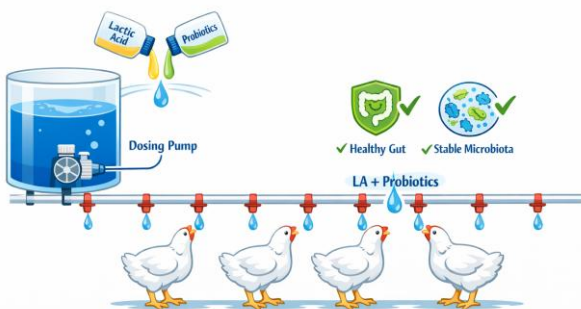 Lactic
Acid
Probiotics
Dosing Pump
Healthy Gut
Stable Microbiota
LA + Probiotics